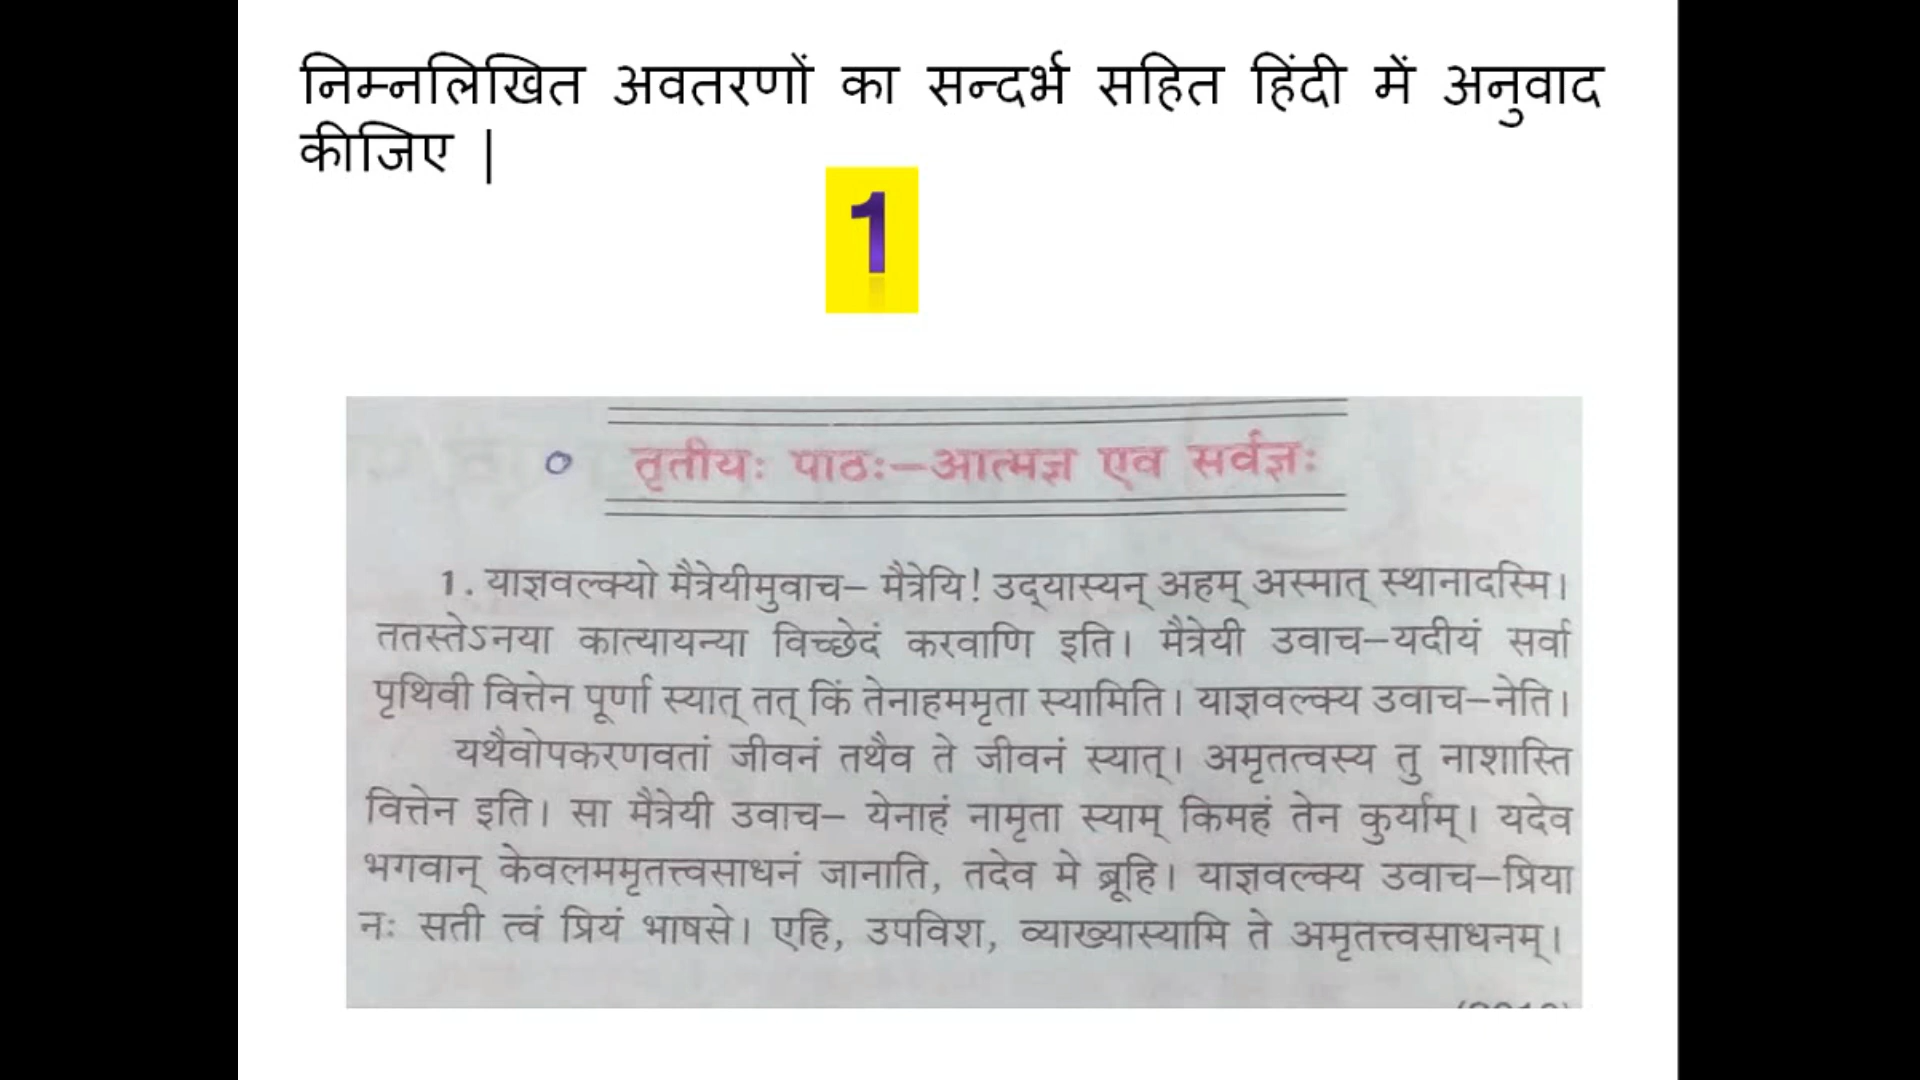 निम्नलिखित अवतरणों का सन्दर्भ सहित हिंदी में अनुवाद
कीजिए |
1
तृतीयः पाठः–आत्मज्ञ एव सर्वज्ञः
1. याज्ञवल्क्यो मैत्रेयीमुवाच– मैत्रेयि! उद्यास्यन् अहम् अस्मात् स्थानादस्मि।
ततस्तेऽनया कात्यायन्या विच्छेदं करवाणि इति। मैत्रेयी उवाच–यदीयं सर्वा
पृथिवी वित्तेन पूर्णा स्यात् तत् किं तेनाहममृता स्यामिति। याज्ञवल्क्य उवाच–नेति।
यथैवोपकरणवतां जीवनं तथैव ते जीवनं स्यात्। अमृतत्वस्य तु नाशास्ति
वित्तेन इति। सा मैत्रेयी उवाच– येनाहं नामृता स्याम् किमहं तेन कुर्याम्। यदेव
भगवान् केवलममृतत्त्वसाधनं जानाति, तदेव मे ब्रूहि। याज्ञवल्क्य उवाच–प्रिया
नः सती त्वं प्रियं भाषसे। एहि, उपविश, व्याख्यास्यामि ते अमृतत्त्वसाधनम्।